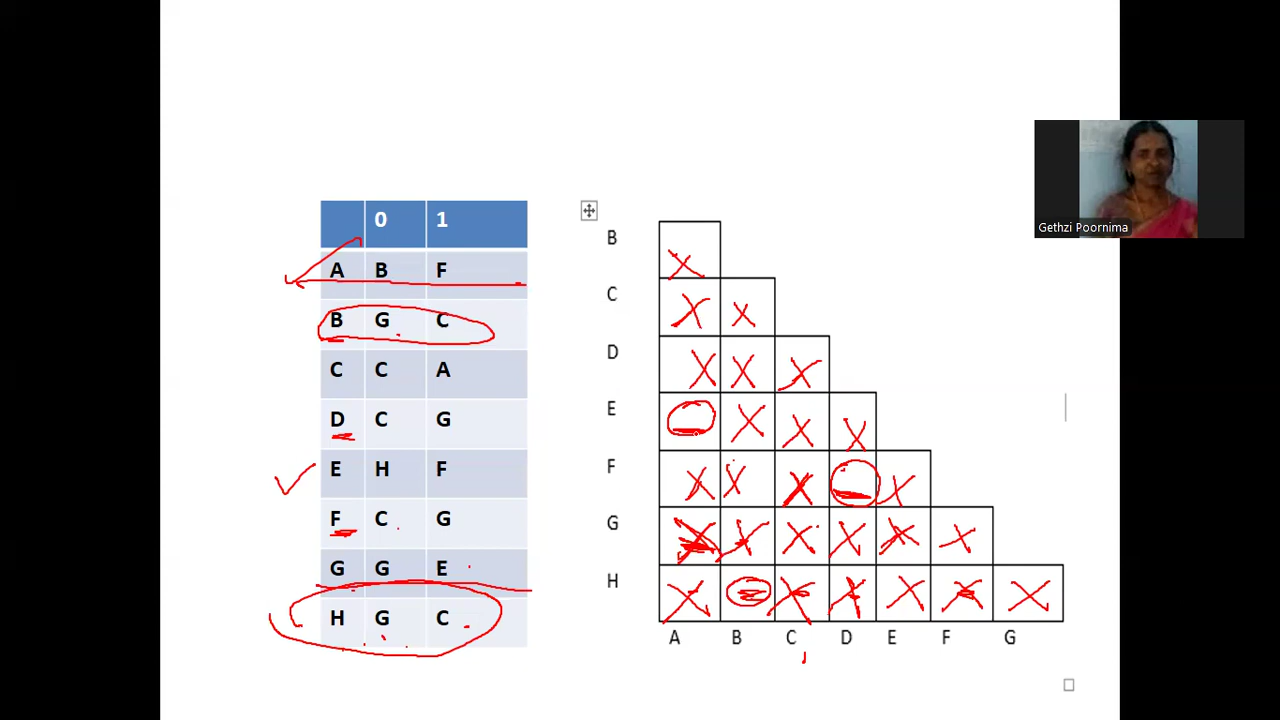 0 1
A B F
B G C
C C A
D C G
E H F
F C G
G G E
H G C
B
X
C
X X
D
X X X
E
X X X
F
X X X X
G
X X X X X X
H
X X X X X X
A B C D E F G
Gethzi Poornima